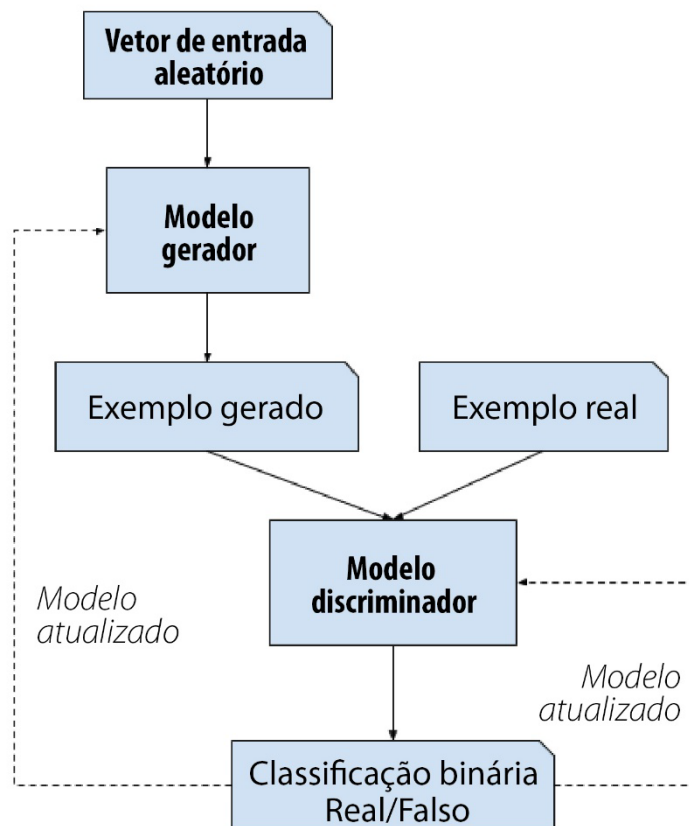 Vetor de entrada
aleatório
Modelo
gerador
Exemplo gerado
Exemplo real
Modelo
discriminador
Modelo
atualizado
Modelo
atualizado
Classificação binária
Real/Falso